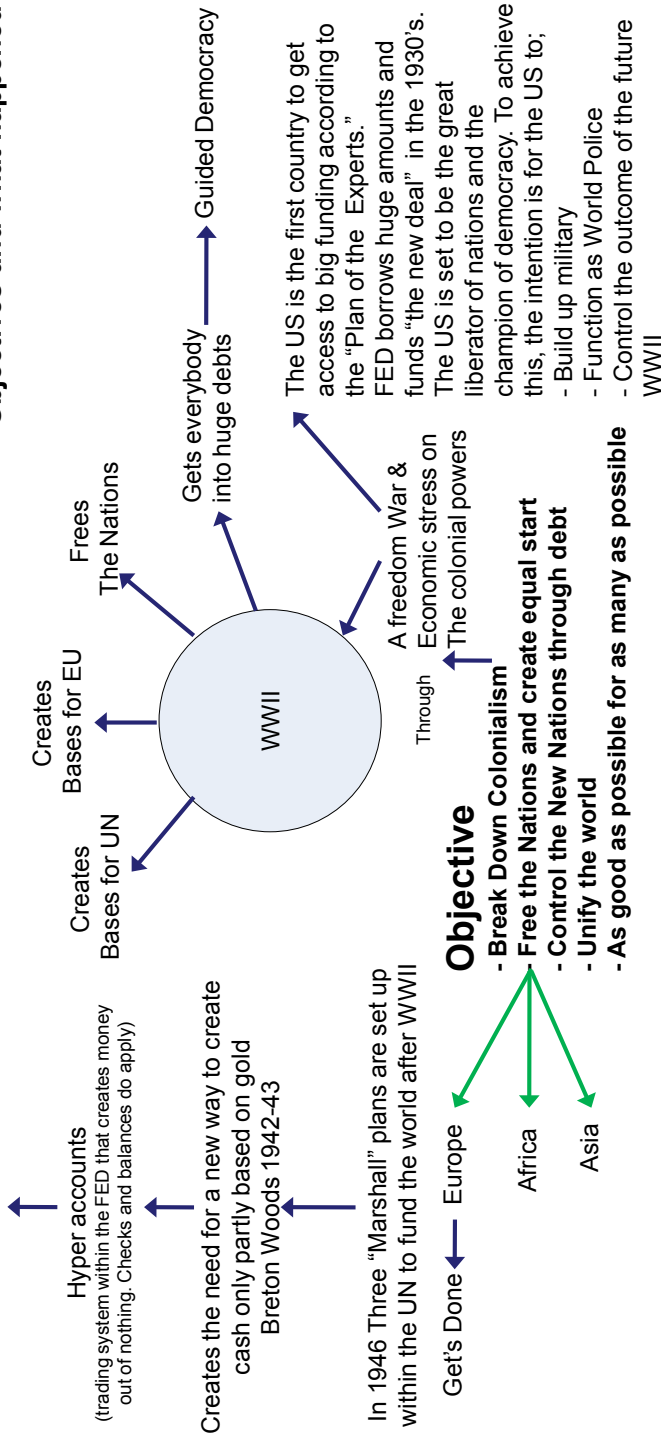 and what happened
Hyper accounts
(trading system within the FED that creates money
out of nothing. Checks and balances do apply)
Creates the need for a new way to create
cash only partly based on gold
Breton Woods 1942-43
In 1946 Three “Marshall” plans are set up
within the UN to fund the world after WWII
Get's Done
Europe
Africa
Asia
Creates
Bases for UN
Creates
Bases for EU
Frees
The Nations
Gets everybody
into huge debts
Guided Democracy
WWII
Through
A freedom War &
Economic stress on
The colonial powers
The US is the first country to get
access to big funding according to
the “Plan of the Experts.”
FED borrows huge amounts and
funds “the new deal” in the 1930’s.
The US is set to be the great
liberator of nations and the
champion of democracy. To achieve
this, the intention is for the US to;
- Build up military
- Function as World Police
- Control the outcome of the future
WWII
Objective
- Break Down Colonialism
- Free the Nations and create equal start
- Control the New Nations through debt
- Unify the world
- As good as possible for as many as possible